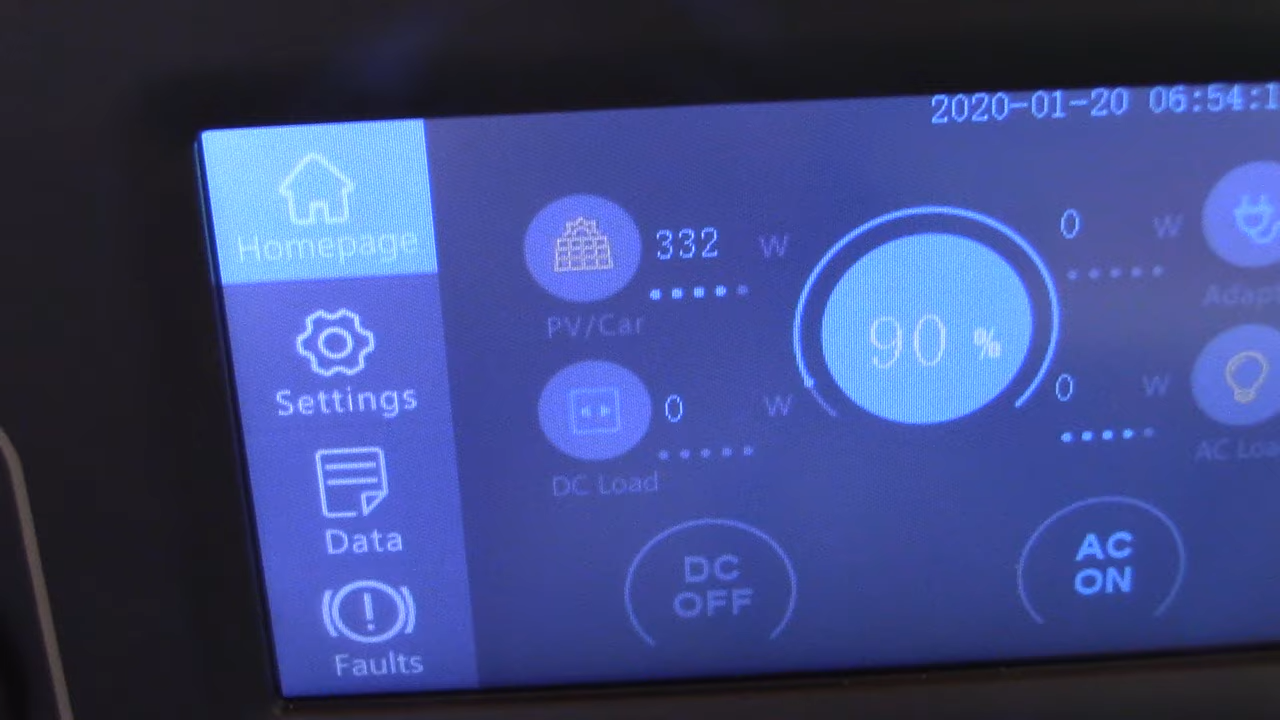 2020-01-20 06:54:1
Homepage
332 W
PV/Car
0 W
Adap
90 %
Settings
0 W
DC Load
0 W
AC Loa
Data
DC
OFF
AC
ON
Faults